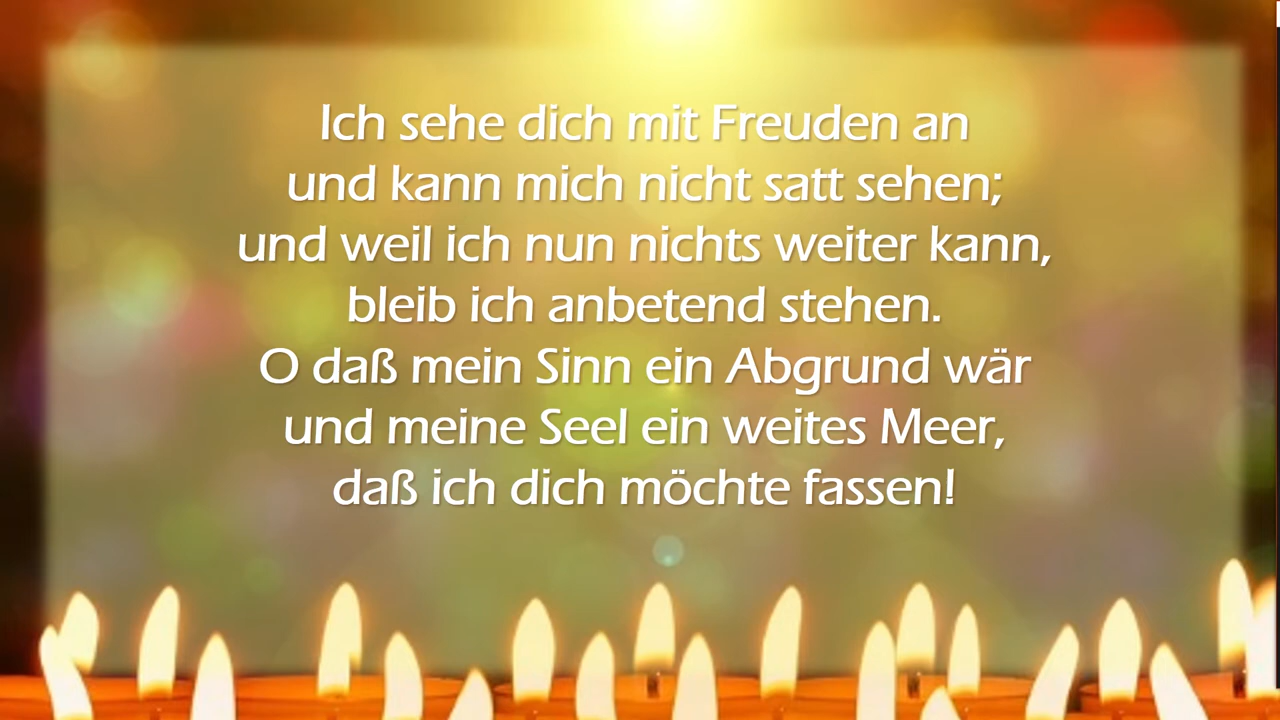 Ich sehe dich mit Freuden an
und kann mich nicht satt sehen;
und weil ich nun nichts weiter kann,
bleib ich anbetend stehen.
O daß mein Sinn ein Abgrund wär
und meine Seel ein weites Meer,
daß ich dich möchte fassen!